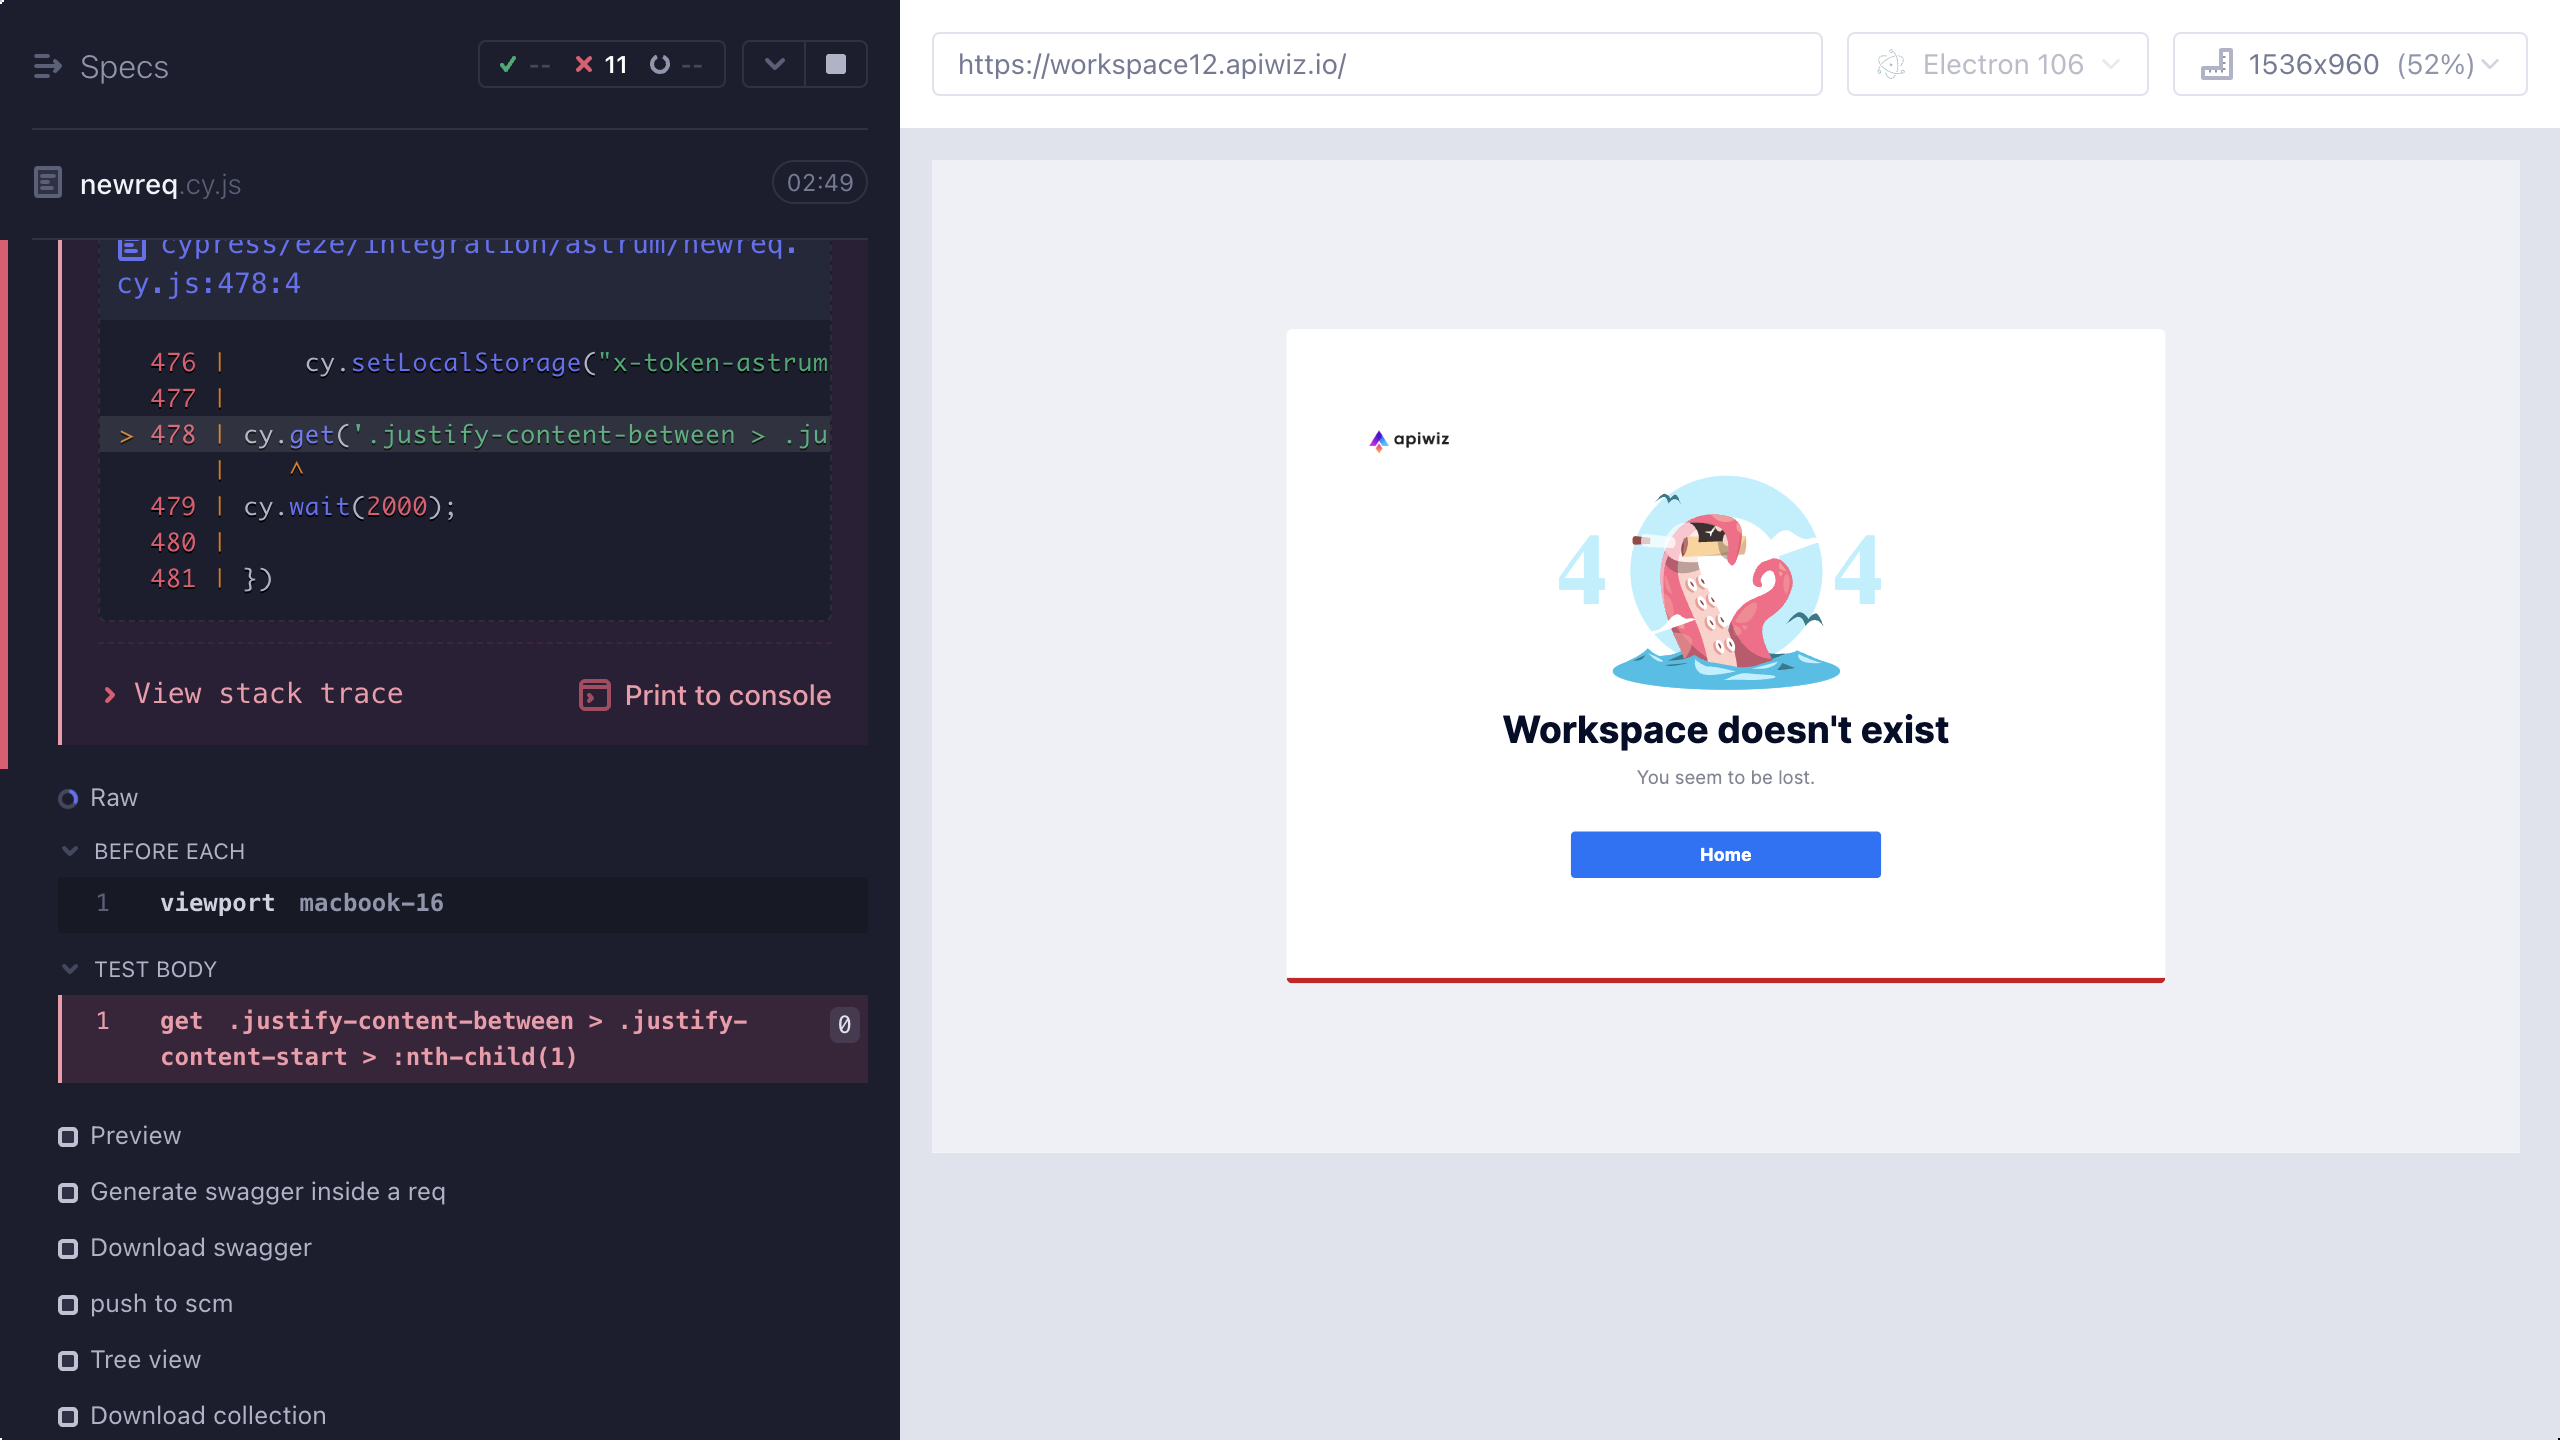 Specs
-- 11 --
newreq.cy.js
02:49
cypress/e2e/integration/astrum/newreq.
cy.js:478:4
476 | cy.setLocalStorage("x-token-astrum
477 |
> 478 | cy.get('.justify-content-between > .ju
| ^
479 | cy.wait(2000);
480 |
481 | })
View stack trace
Print to console
Raw
BEFORE EACH
1 viewport macbook-16
TEST BODY
1 get .justify-content-between > .justify-
content-start > :nth-child(1)
0
Preview
Generate swagger inside a req
Download swagger
push to scm
Tree view
Download collection
https://workspace12.apiwiz.io/
Electron 106
1536x960 (52%)
apiwiz
4 4
Workspace doesn't exist
You seem to be lost.
Home